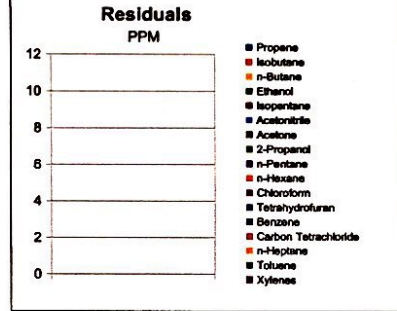 Residuals
PPM
12
10
8
6
4
2
0
Propane
Isobutane
n-Butane
Ethanol
Isopentane
Acetonitrile
Acetone
2-Propanol
n-Pentane
n-Hexane
Chloroform
Tetrahydrofuran
Benzene
Carbon Tetrachloride
n-Heptane
Toluene
Xylenes